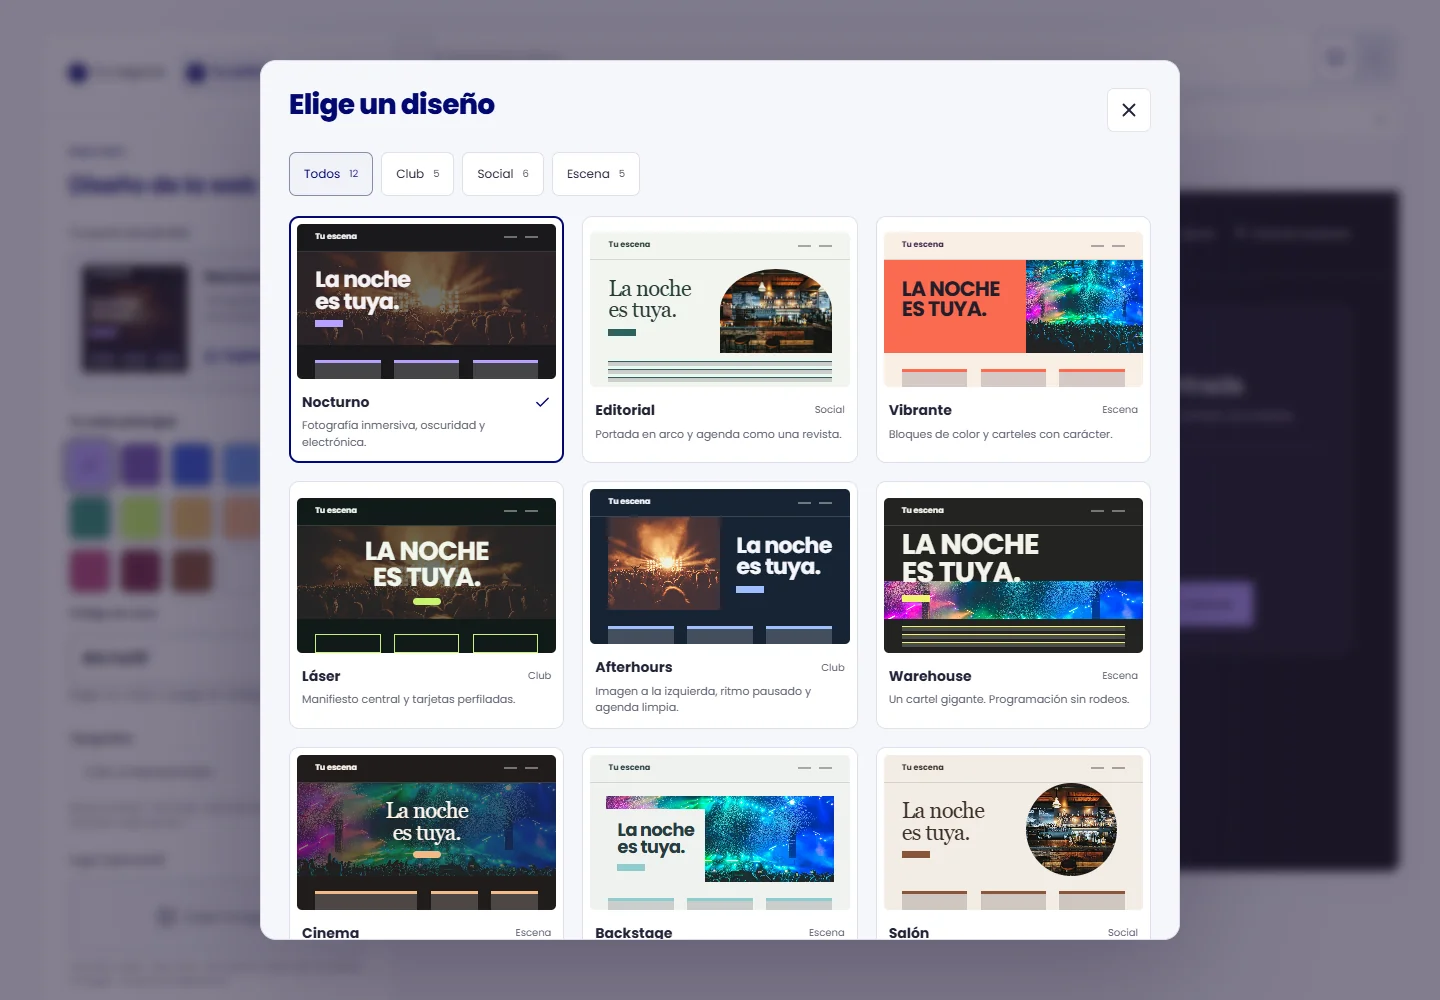 Elige un diseño
Todos 12
Club 5
Social 6
Escena 5
Tu escena
La noche
es tuya.
Nocturno
Fotografía inmersiva, oscuridad y
electrónica.
Tu escena
La noche
es tuya.
Editorial
Social
Portada en arco y agenda como una revista.
Tu escena
LA NOCHE
ES TUYA.
Vibrante
Escena
Bloques de color y carteles con carácter.
Tu escena
LA NOCHE
ES TUYA.
Láser
Club
Manifiesto central y tarjetas perfiladas.
Tu escena
La noche
es tuya.
Afterhours
Club
Imagen a la izquierda, ritmo pausado y
agenda limpia.
Tu escena
LA NOCHE
ES TUYA.
Warehouse
Escena
Un cartel gigante. Programación sin rodeos.
Tu escena
La noche
es tuya.
Cinema
Escena
Tu escena
La noche
es tuya.
Backstage
Escena
Tu escena
La noche
es tuya.
Salón
Social